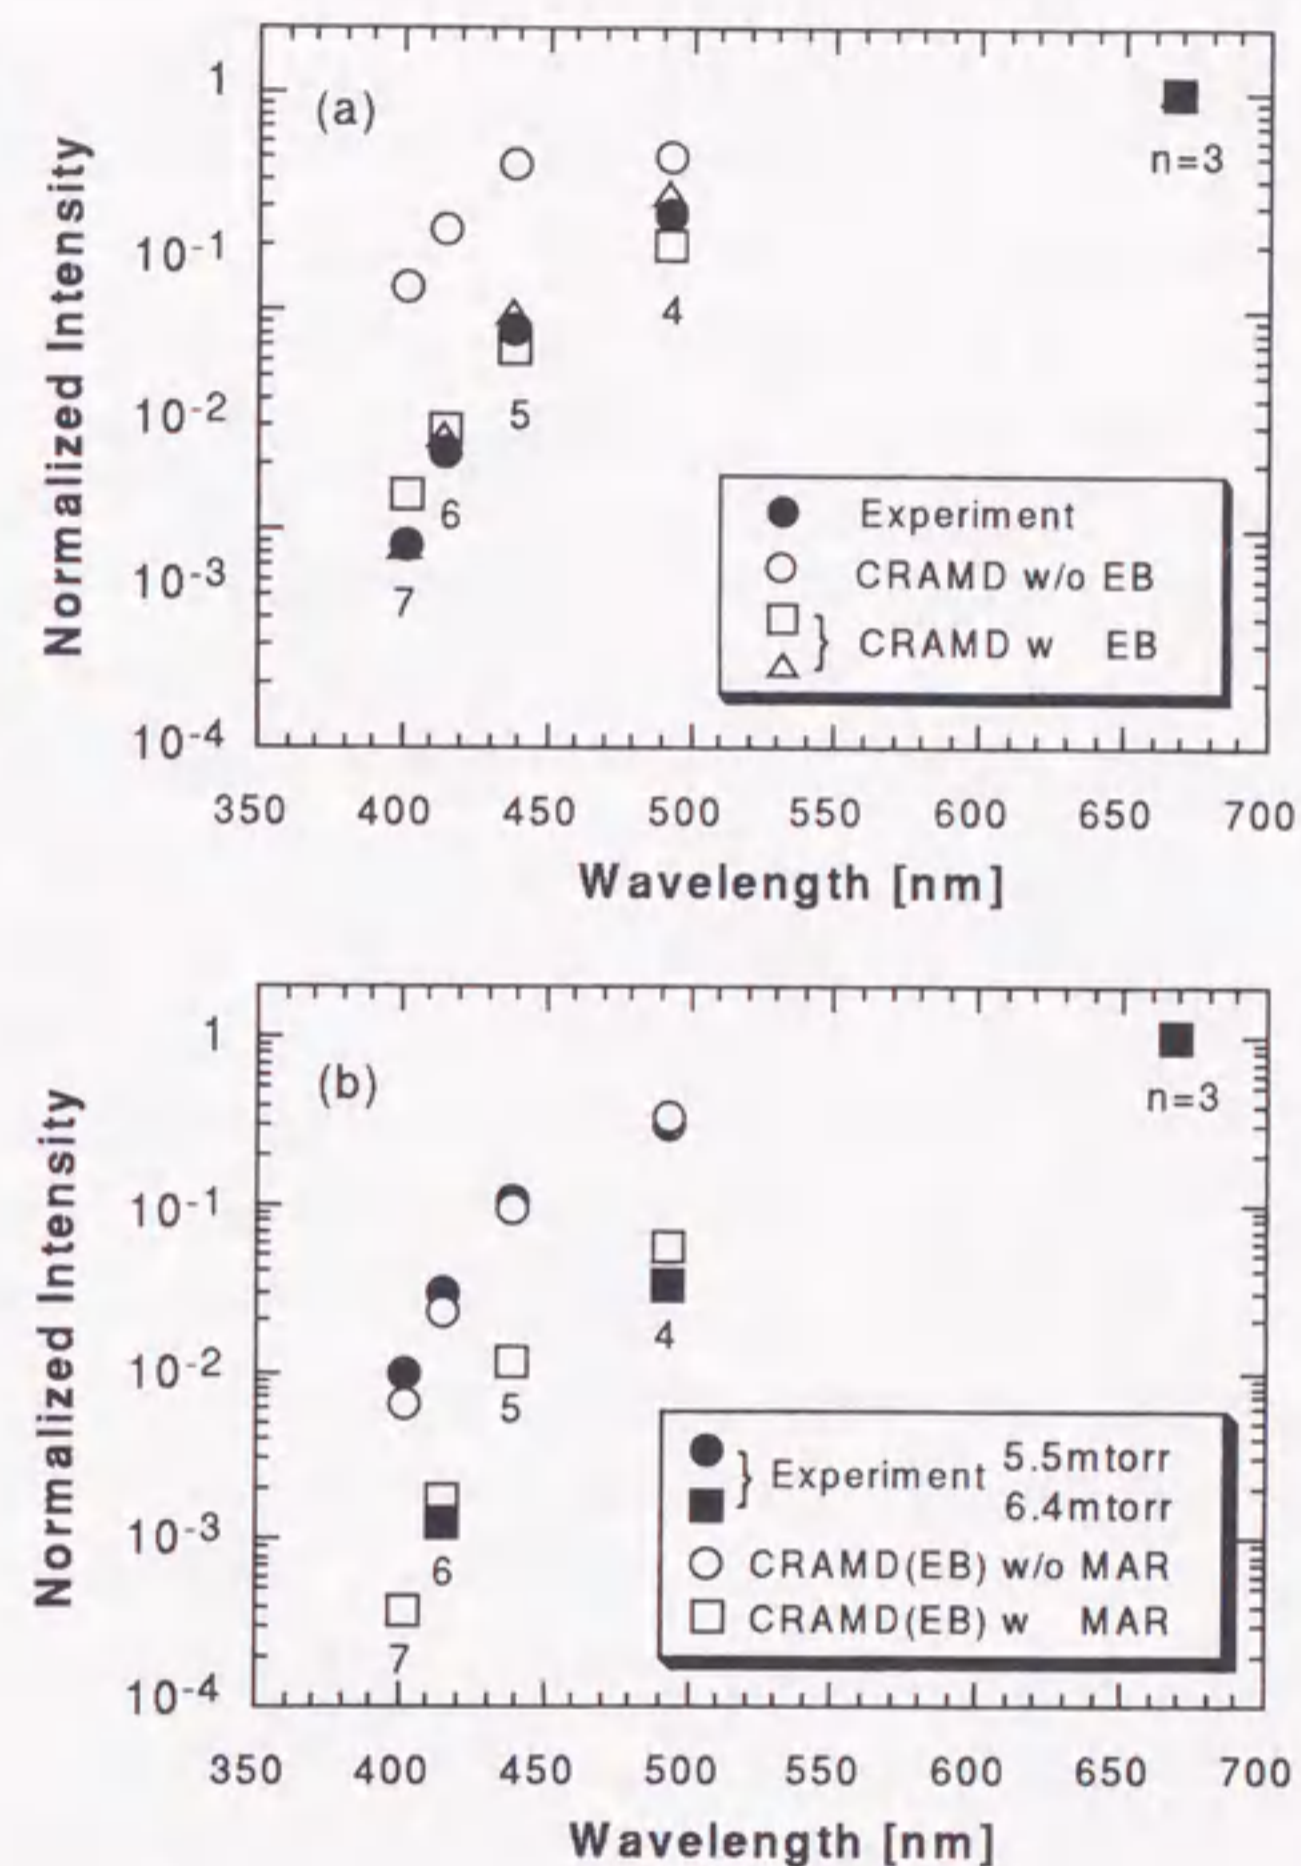 (a)
1
10-1
10-2
10-3
10-4
Normalized Intensity
n=3
4
5
6
7
Experiment
CRAMD w/o EB
CRAMD w EB
350 400 450 500 550 600 650 700
Wavelength [nm]
(b)
1
10-1
10-2
10-3
10-4
Normalized Intensity
n=3
4
5
6
7
Experiment 5.5mtorr
6.4mtorr
CRAMD(EB) w/o MAR
CRAMD(EB) w MAR
350 400 450 500 550 600 650 700
Wavelength [nm]